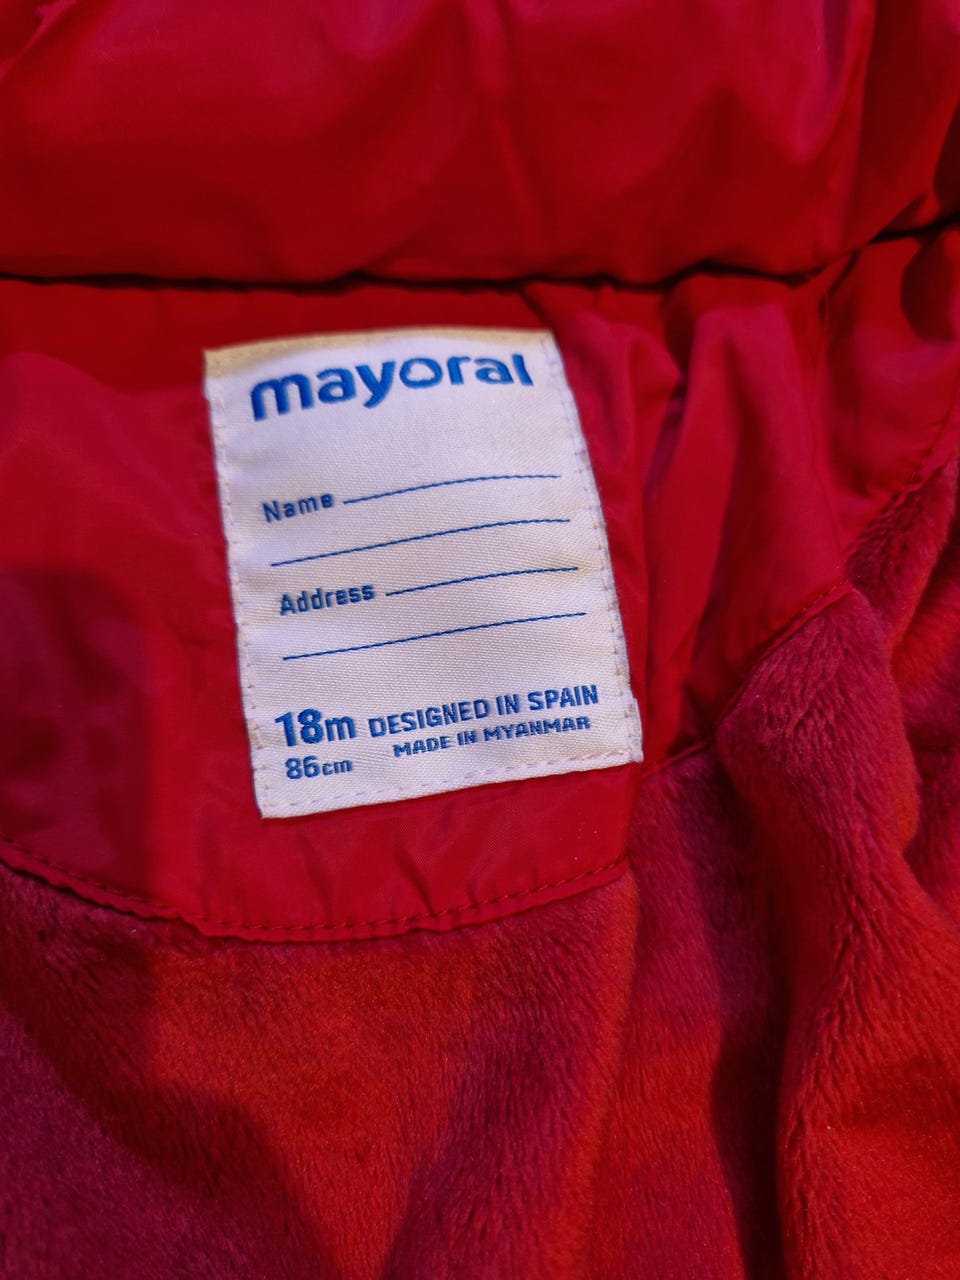 mayoral
Name
Address
18m DESIGNED IN SPAIN
86cm MADE IN MYANMAR